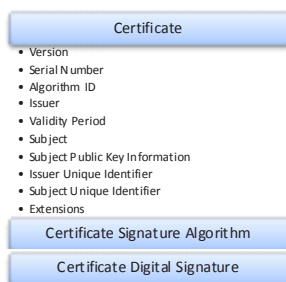 Certificate
• Version
• Serial Number
• Algorithm ID
• Issuer
• Validity Period
• Subject
• Subject Public Key Information
• Issuer Unique Identifier
• Subject Unique Identifier
• Extensions
Certificate Signature Algorithm
Certificate Digital Signature